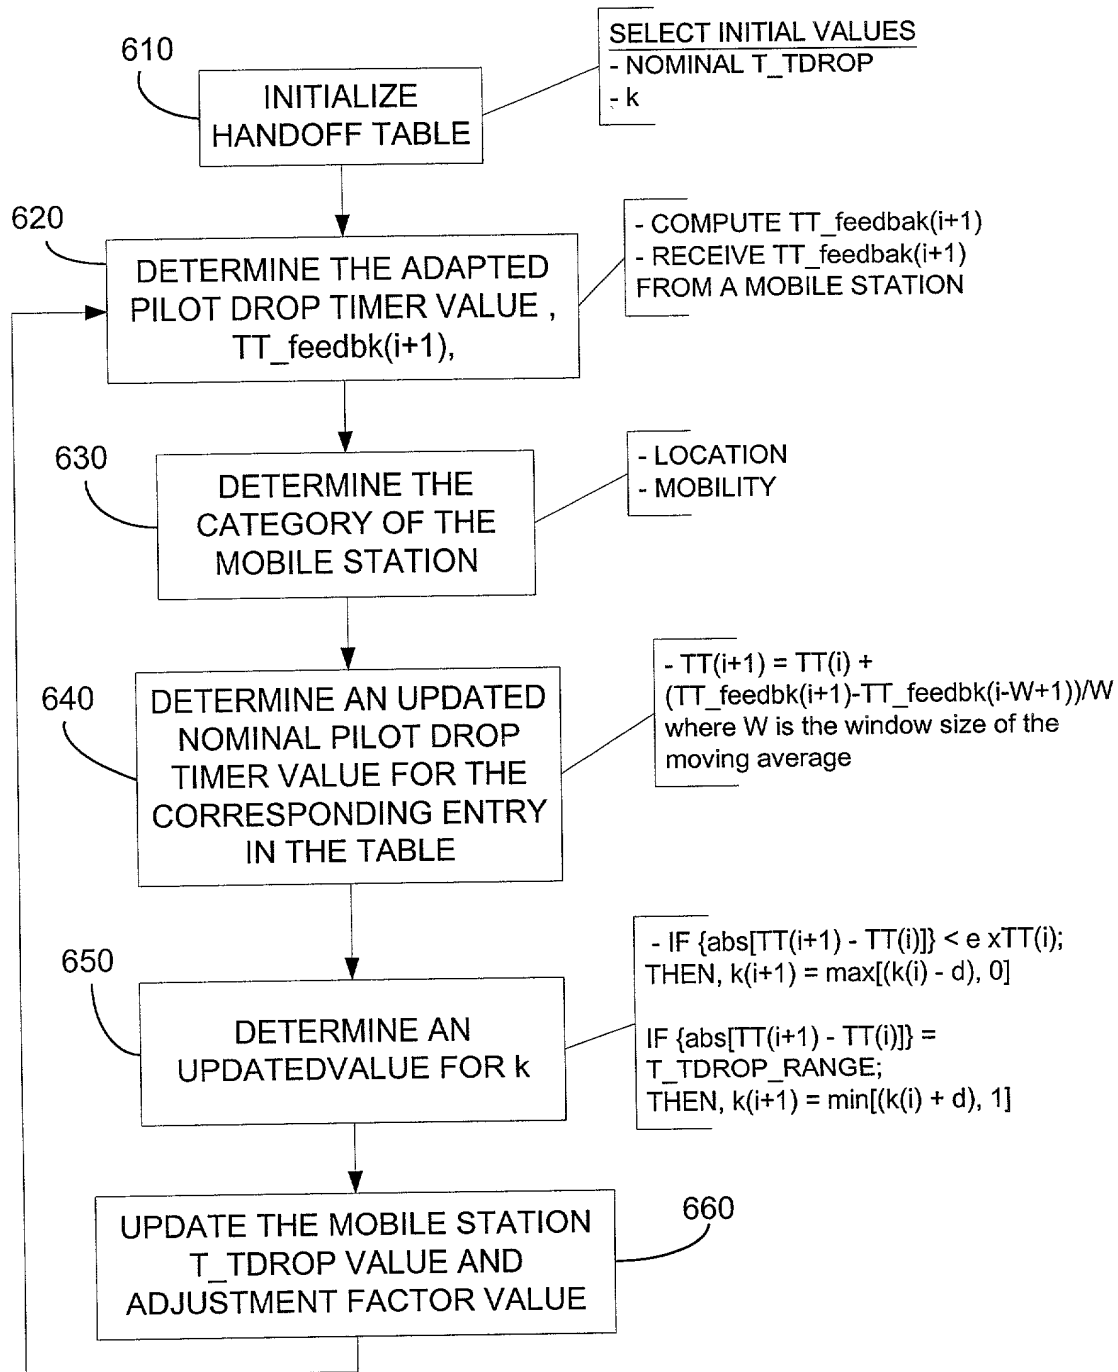 610
INITIALIZE
HANDOFF TABLE
SELECT INITIAL VALUES
- NOMINAL T_TDROP
- k
620
DETERMINE THE ADAPTED
PILOT DROP TIMER VALUE ,
TT_feedbk(i+1),
- COMPUTE TT_feedbak(i+1)
- RECEIVE TT_feedbak(i+1)
FROM A MOBILE STATION
630
DETERMINE THE
CATEGORY OF THE
MOBILE STATION
- LOCATION
- MOBILITY
640
DETERMINE AN UPDATED
NOMINAL PILOT DROP
TIMER VALUE FOR THE
CORRESPONDING ENTRY
IN THE TABLE
- TT(i+1) = TT(i) +
(TT_feedbk(i+1)-TT_feedbk(i-W+1))/W
where W is the window size of the
moving average
650
DETERMINE AN
UPDATEDVALUE FOR k
- IF {abs[TT(i+1) - TT(i)]} < e xTT(i);
THEN, k(i+1) = max[(k(i) - d), 0]
IF {abs[TT(i+1) - TT(i)]} =
T_TDROP_RANGE;
THEN, k(i+1) = min[(k(i) + d), 1]
660
UPDATE THE MOBILE STATION
T_TDROP VALUE AND
ADJUSTMENT FACTOR VALUE